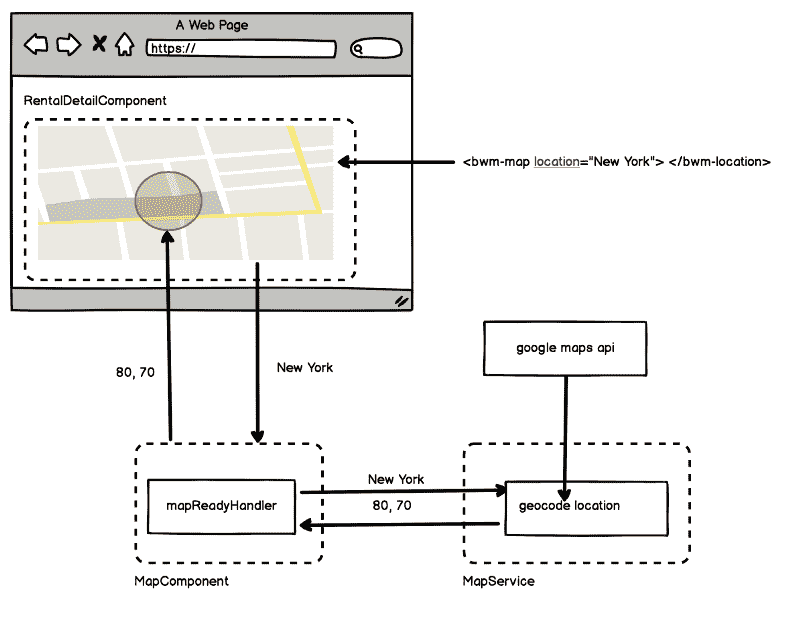 A Web Page
https://
RentalDetailComponent
<bwm-map location="New York"> </bwm-location>
google maps api
80, 70
New York
New York
mapReadyHandler
80, 70
geocode location
MapComponent
MapService